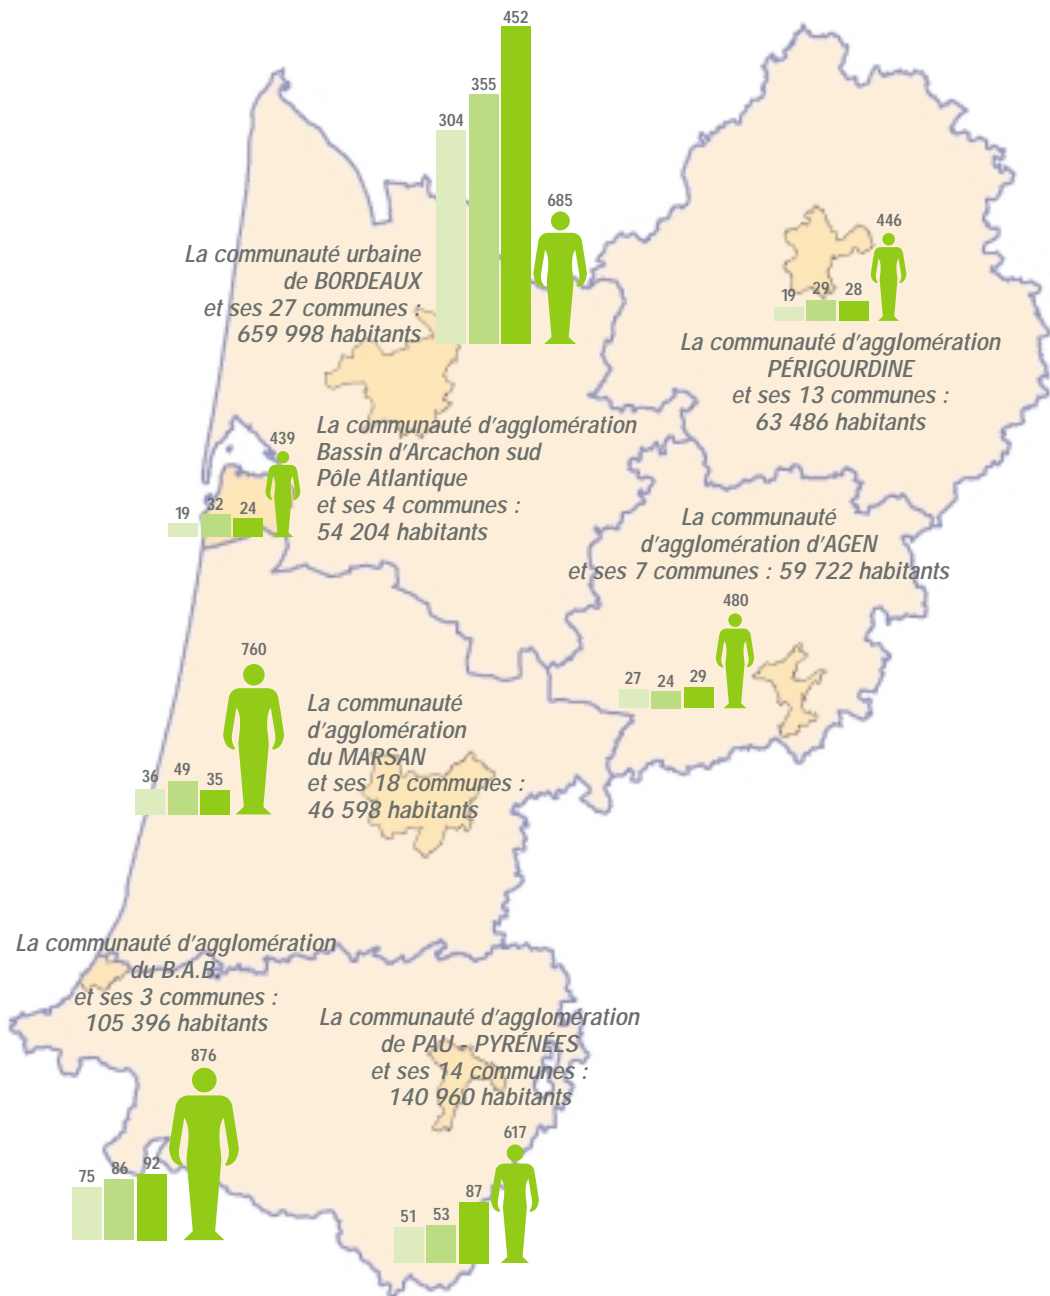 452
355
304
685
La communauté urbaine
de BORDEAUX
et ses 27 communes :
659 998 habitants
446
19 29 28
La communauté d'agglomération
PÉRIGOURDINE
et ses 13 communes :
63 486 habitants
439
19 32 24
La communauté d'agglomération
Bassin d'Arcachon sud
Pôle Atlantique
et ses 4 communes :
54 204 habitants
La communauté
d'agglomération d'AGEN
et ses 7 communes : 59 722 habitants
480
27 24 29
760
36 49 35
La communauté
d'agglomération
du MARSAN
et ses 18 communes :
46 598 habitants
La communauté d'agglomération
du B.A.B.
et ses 3 communes :
105 396 habitants
876
75 86 92
La communauté d'agglomération
de PAU - PYRÉNÉES
et ses 14 communes :
140 960 habitants
617
51 53 87